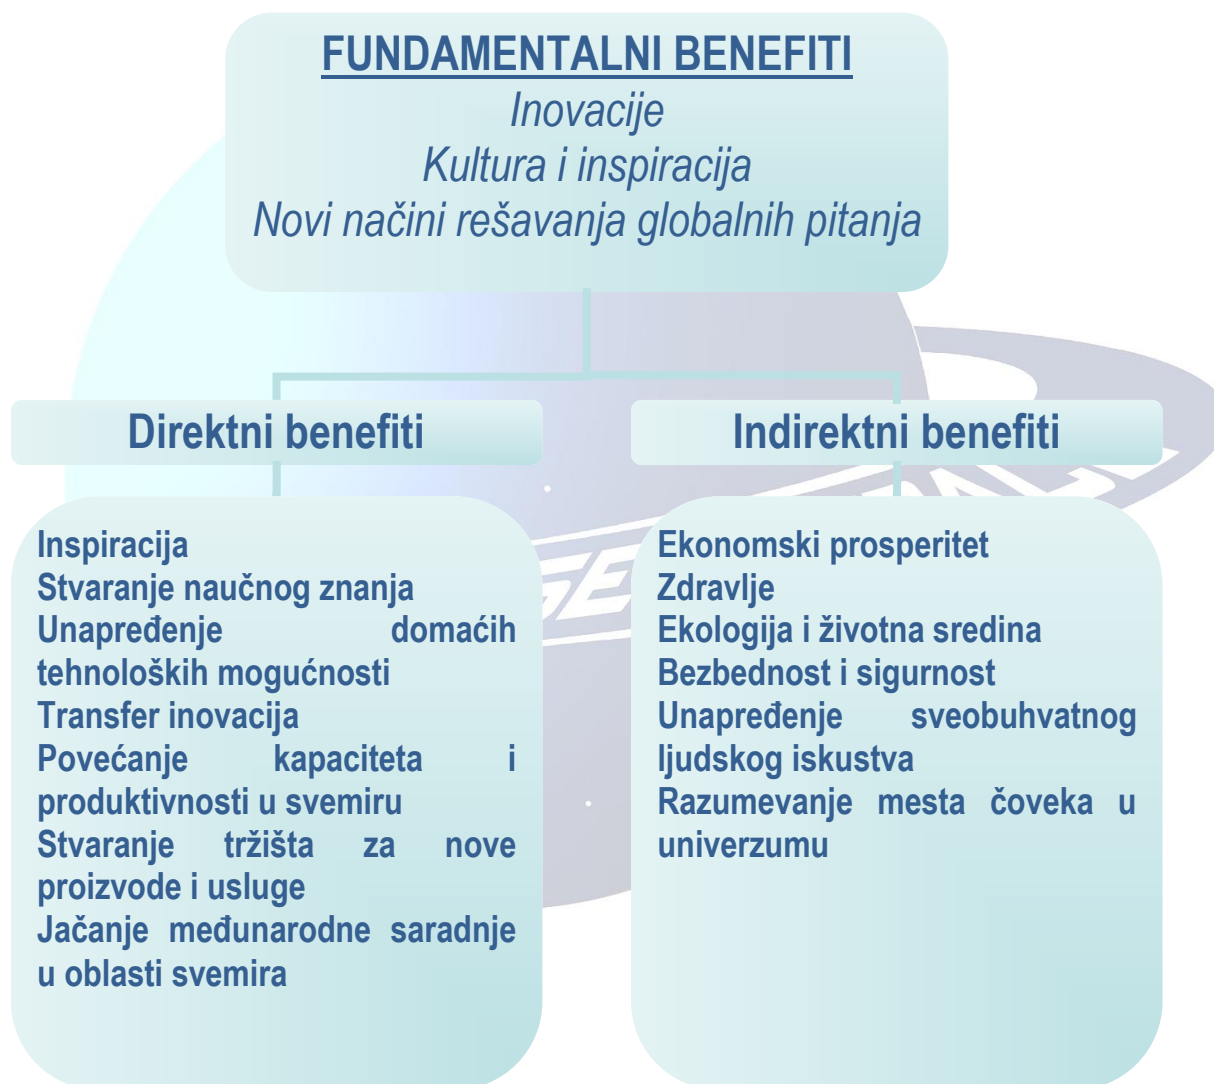 FUNDAMENTALNI BENEFITI
Inovacije
Kultura i inspiracija
Novi načini rešavanja globalnih pitanja
Direktni benefiti
Inspiracija
Stvaranje naučnog znanja
Unapređenje domaćih
tehnoloških mogućnosti
Transfer inovacija
Povećanje kapaciteta i
produktivnosti u svemiru
Stvaranje tržišta za nove
proizvode i usluge
Jačanje međunarodne saradnje
u oblasti svemira
Indirektni benefiti
Ekonomski prosperitet
Zdravlje
Ekologija i životna sredina
Bezbednost i sigurnost
Unapređenje sveobuhvatnog
ljudskog iskustva
Razumevanje mesta čoveka u
univerzumu